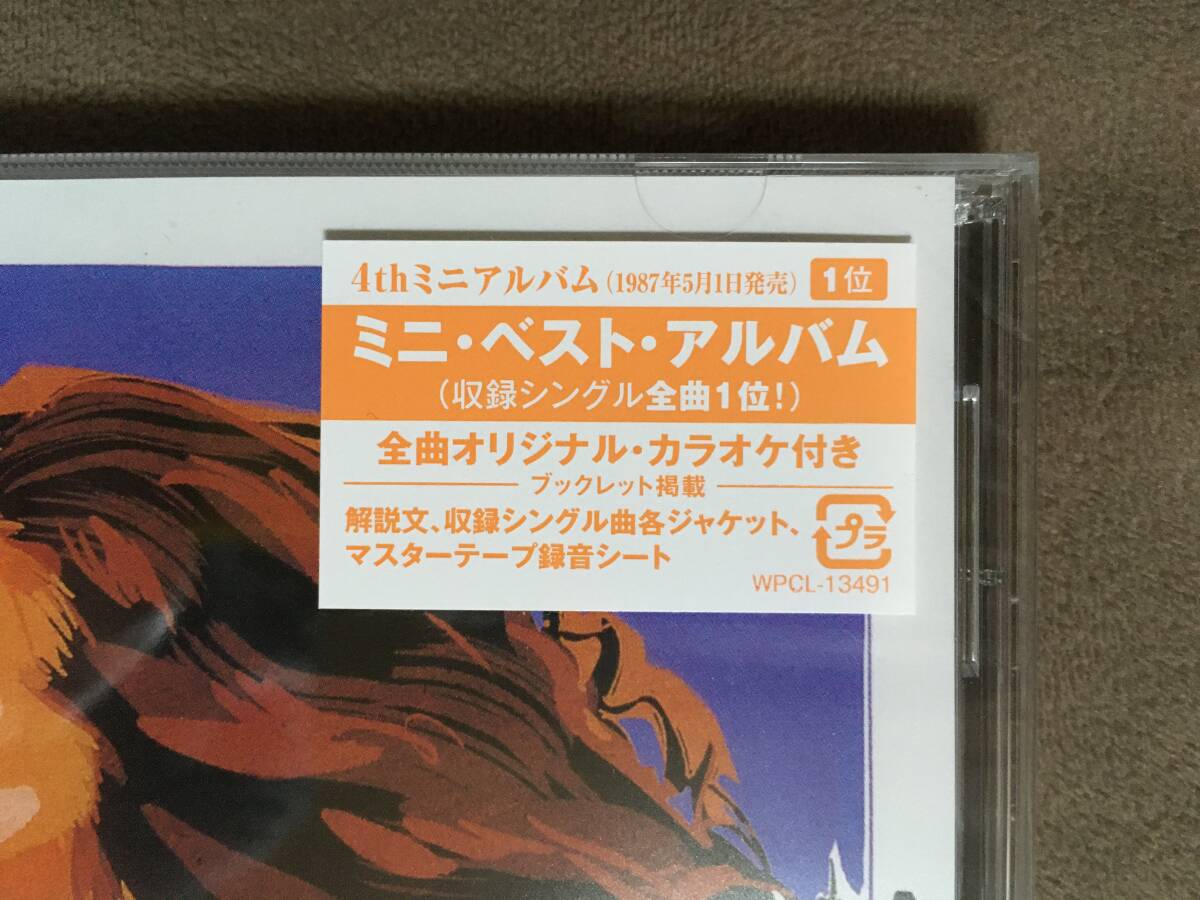 4thミニアルバム(1987年5月1日発売) 1位
ミニ・ベスト・アルバム
(収録シングル全曲1位!)
全曲オリジナル・カラオケ付き
ブックレット掲載
解説文、収録シングル曲各ジャケット、
マスターテープ録音シート
プラ
WPCL-13491